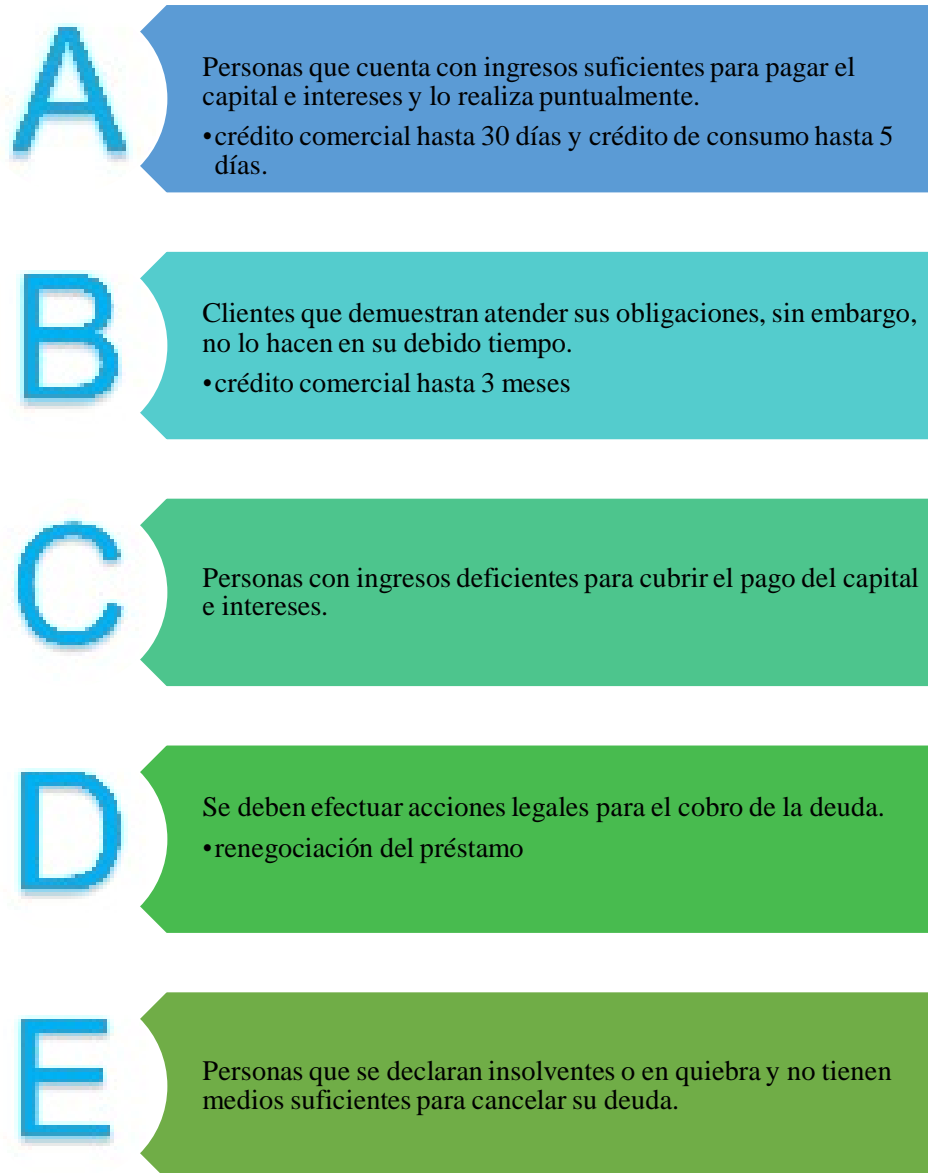 A
Personas que cuenta con ingresos suficientes para pagar el
capital e intereses y lo realiza puntualmente.
•crédito comercial hasta 30 días y crédito de consumo hasta 5
días.
B
Clientes que demuestran atender sus obligaciones, sin embargo,
no lo hacen en su debido tiempo.
•crédito comercial hasta 3 meses
C
Personas con ingresos deficientes para cubrir el pago del capital
e intereses.
D
Se deben efectuar acciones legales para el cobro de la deuda.
•renegociación del préstamo
E
Personas que se declaran insolventes o en quiebra y no tienen
medios suficientes para cancelar su deuda.